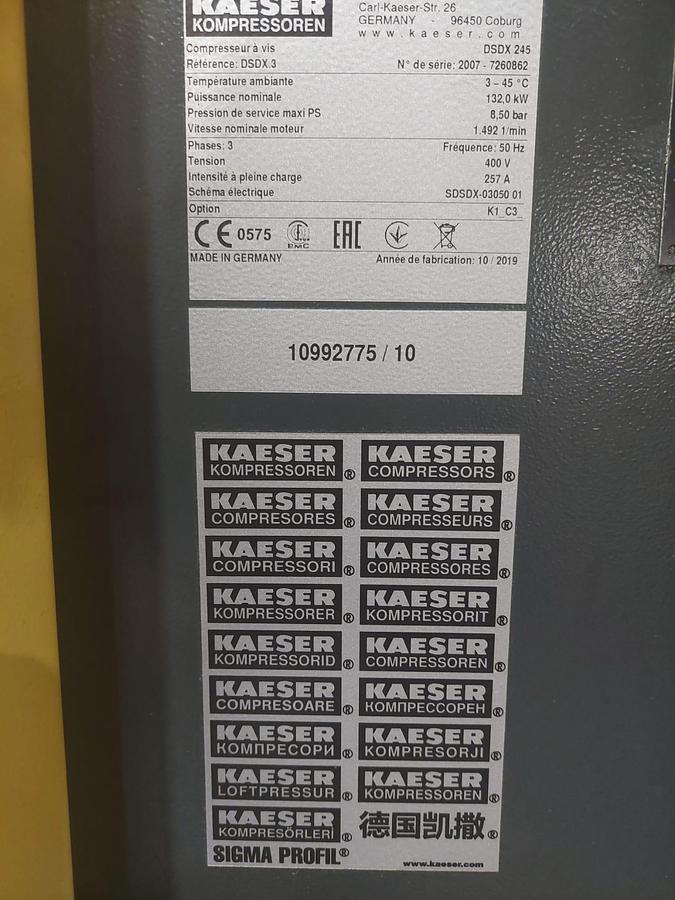 KAESER
KOMPRESSOREN
Carl-Kaeser-Str. 26
GERMANY - 96450 Coburg
www.kaeser.com
Compresseur à vis DSDX 245
Référence: DSDX.3 N° de série: 2007 - 7260862
Température ambiante 3 – 45 °C
Puissance nominale 132,0 kW
Pression de service maxi PS 8,50 bar
Vitesse nominale moteur 1.492 1/min
Phases: 3 Fréquence: 50 Hz
Tension 400 V
Intensité à pleine charge 257 A
Schéma électrique SDSDX-03050 01
Option K1 C3
CE 0575 EMC EAC
MADE IN GERMANY Année de fabrication: 10 / 2019
10992775 / 10
KAESER KAESER
KOMPRESSOREN® COMPRESSORS®
KAESER KAESER
COMPRESORES® COMPRESSEURS®
KAESER KAESER
COMPRESSORI® COMPRESSORES®
KAESER KAESER
KOMPRESSORER® KOMPRESSORIT®
KAESER KAESER
KOMPRESSORID® COMPRESSOREN®
KAESER KAESER
COMPRESOARE® КОМПРЕССОРЕН®
KAESER KAESER
КОМПРЕСОРИ® KOMPRESORJI®
KAESER KAESER
LOFTPRESSUR® KOMPRESSOREN®
KAESER 德国凯撒®
KOMPRESÖRLERİ®
SIGMA PROFIL® www.kaeser.com